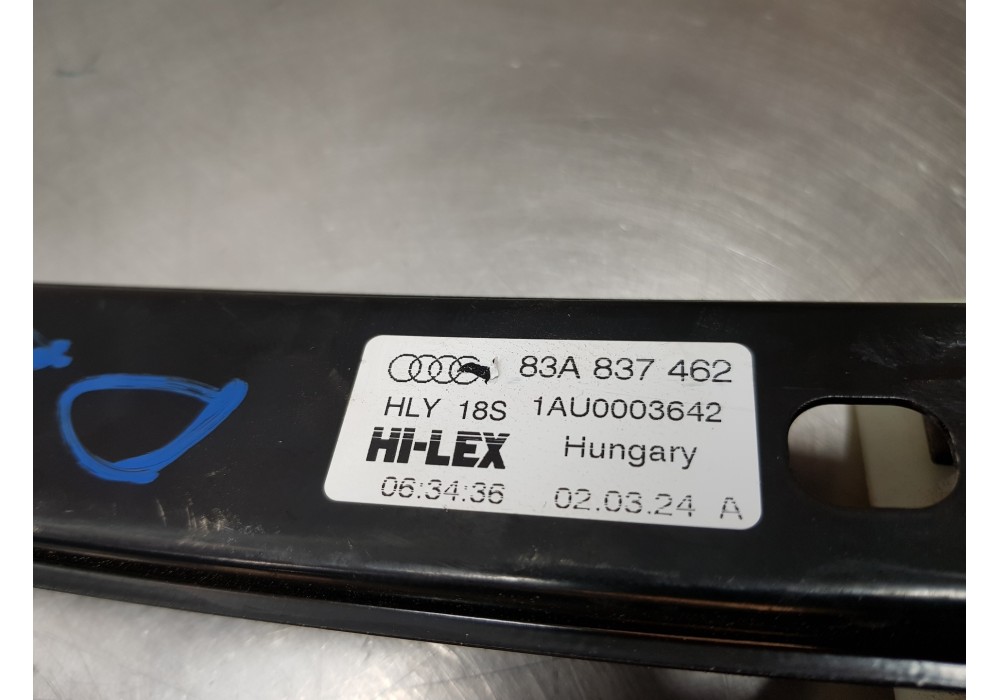 83A 837 462
HLY 18S 1AU0003642
HI-LEX Hungary
06:34:36 02.03.24 A